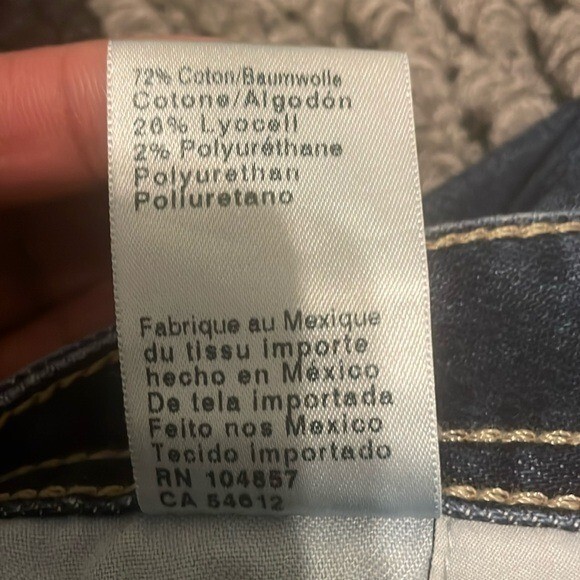 72% Coton/Baumwolle
Cotone/Algodón
26% Lyocell
2% Polyuréthane
Polyurethan
Poliuretano
Fabrique au Mexique
du tissu importe
hecho en México
De tela importada
Feito nos Mexico
Tecido importado
RN 104857
CA 54612